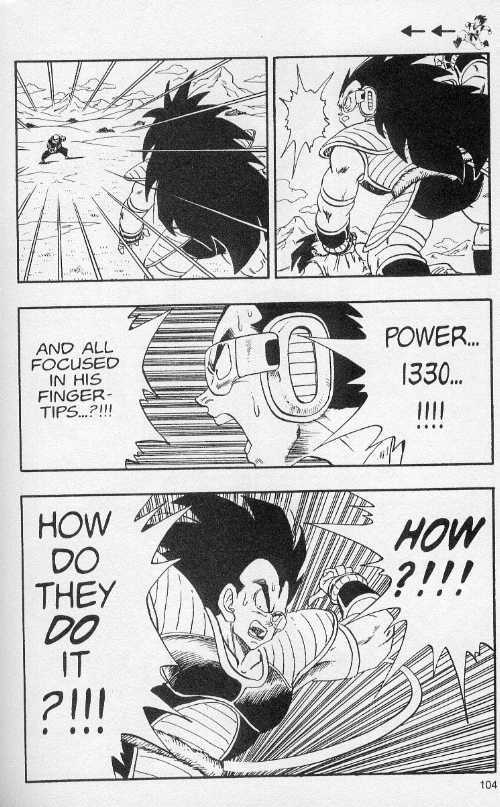 POWER...
1330...
!!!!
AND ALL
FOCUSED
IN HIS
FINGER-
TIPS...?!!!
HOW
?!!!
HOW
DO
THEY
DO
IT
?!!!
104